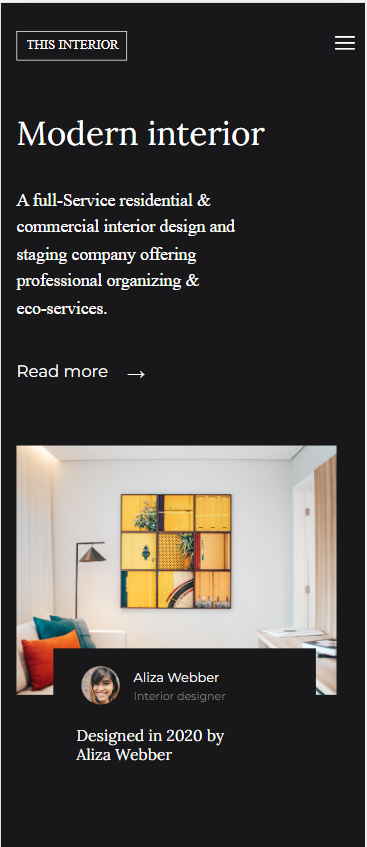 THIS INTERIOR
Modern interior
A full-Service residential &
commercial interior design and
staging company offering
professional organizing &
eco-services.
Read more →
Aliza Webber
Interior designer
Designed in 2020 by
Aliza Webber